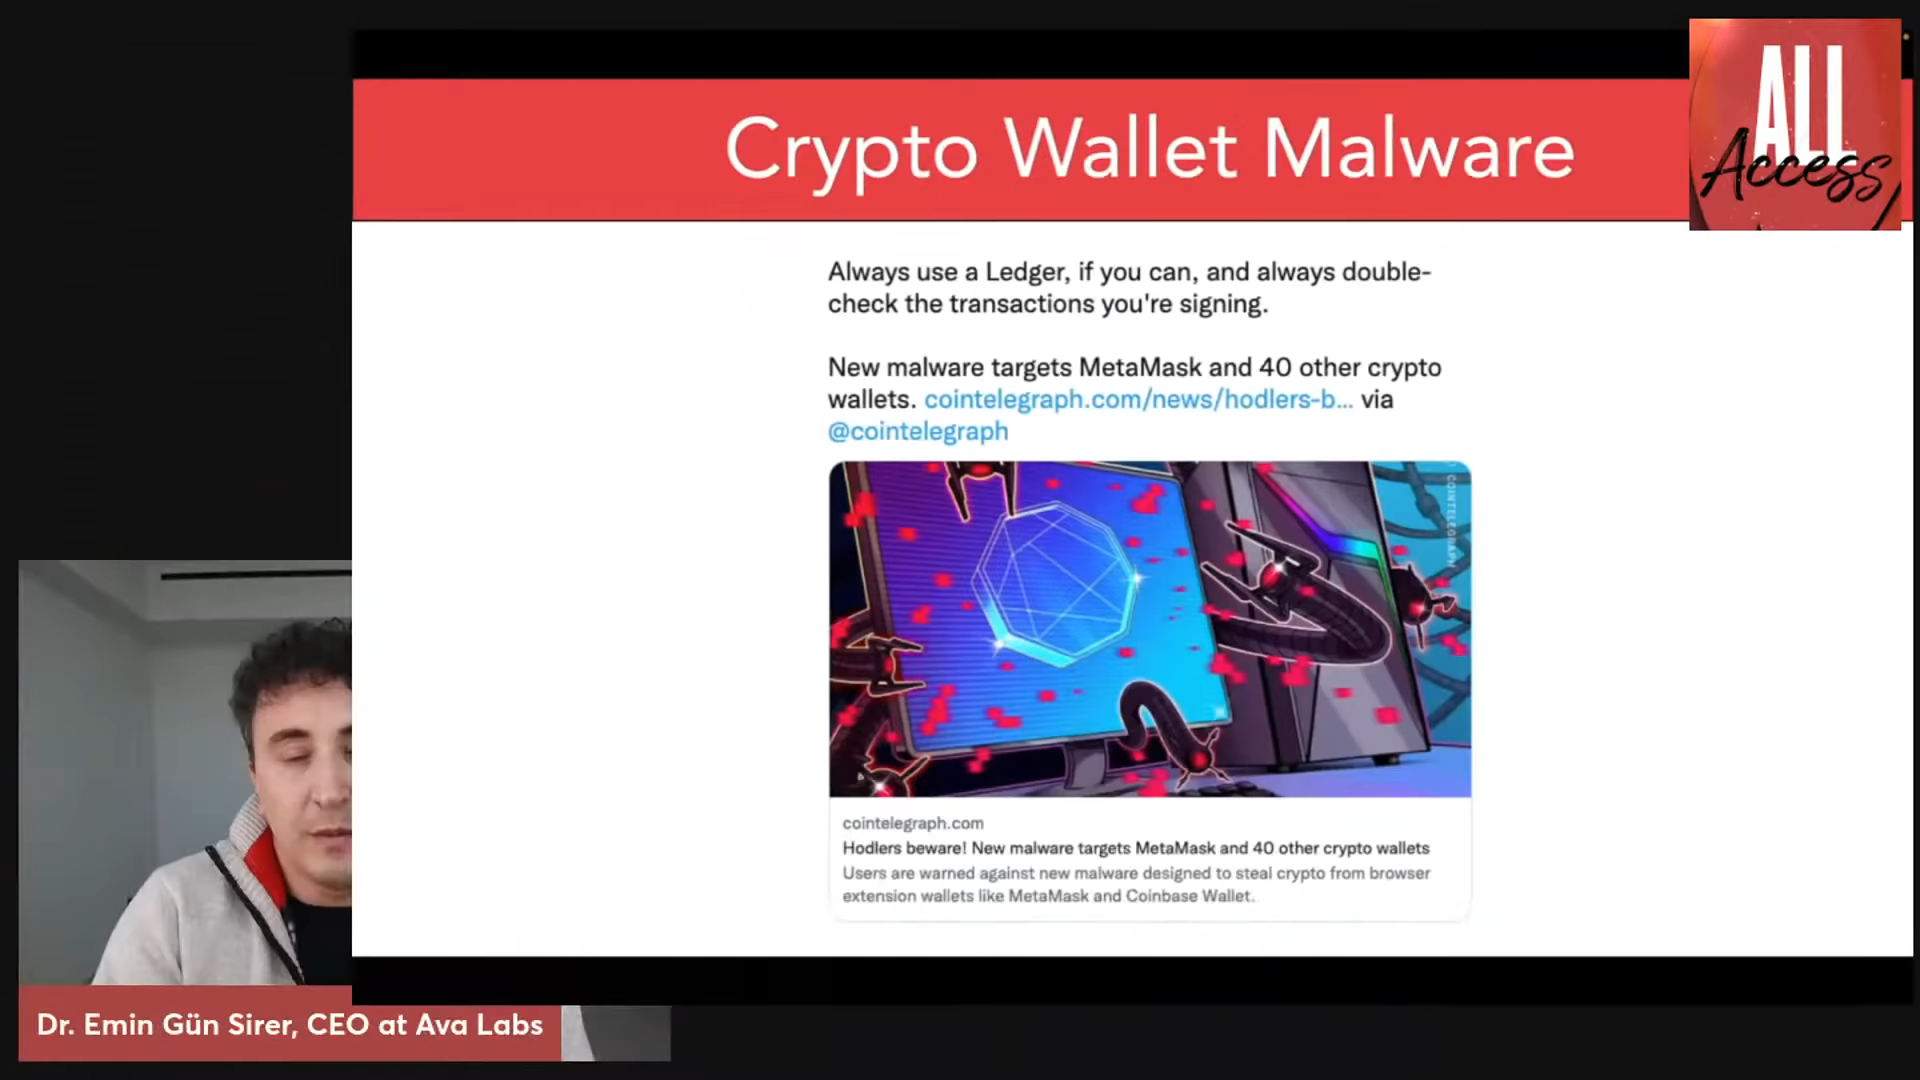 ALL
Access
Crypto Wallet Malware
Always use a Ledger, if you can, and always double-
check the transactions you're signing.
New malware targets MetaMask and 40 other crypto
wallets. cointelegraph.com/news/hodlers-b... via
@cointelegraph
COINTELEGRAPH
cointelegraph.com
Hodlers beware! New malware targets MetaMask and 40 other crypto wallets
Users are warned against new malware designed to steal crypto from browser
extension wallets like MetaMask and Coinbase Wallet.
Dr. Emin Gün Sirer, CEO at Ava Labs